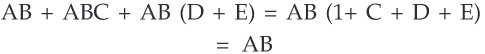 AB + ABC + AB (D + E) = AB (1+ C + D + E)
= AB